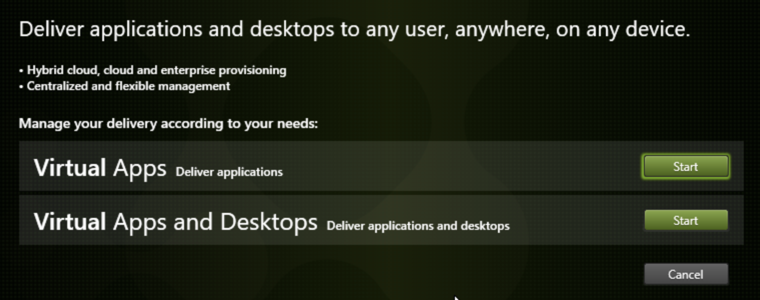 Deliver applications and desktops to any user, anywhere, on any device.
• Hybrid cloud, cloud and enterprise provisioning
• Centralized and flexible management
Manage your delivery according to your needs:
Virtual Apps Deliver applications Start
Virtual Apps and Desktops Deliver applications and desktops Start
Cancel